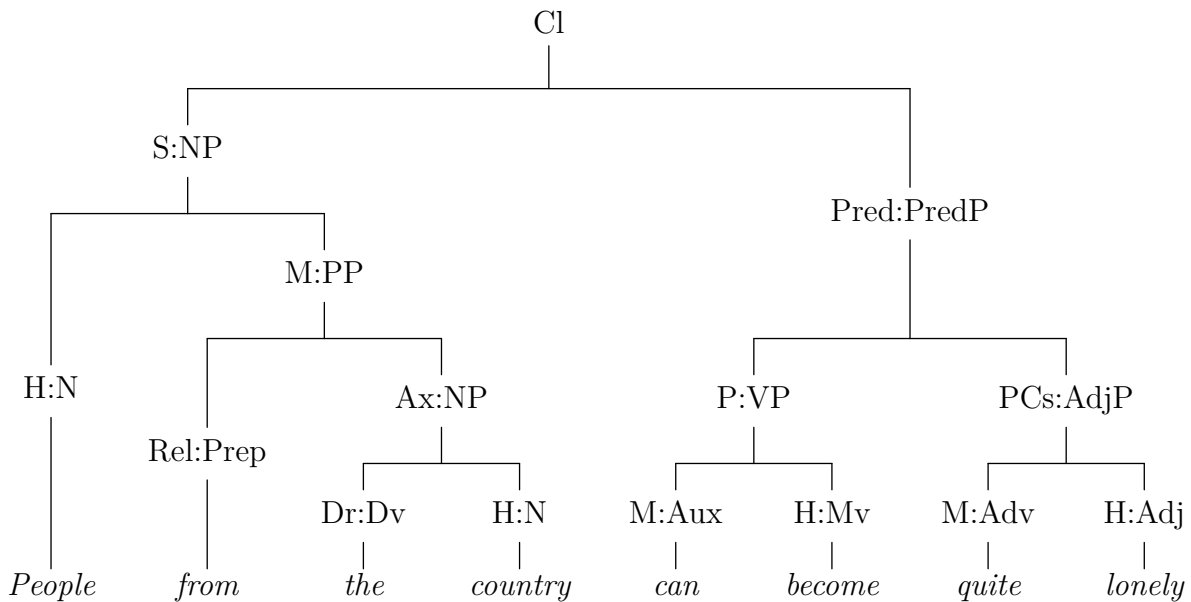 Cl
S:NP
Pred:PredP
M:PP
H:N
Ax:NP
P:VP
PCs:AdjP
Rel:Prep
Dr:Dv H:N M:Aux H:Mv M:Adv H:Adj
People from the country can become quite lonely